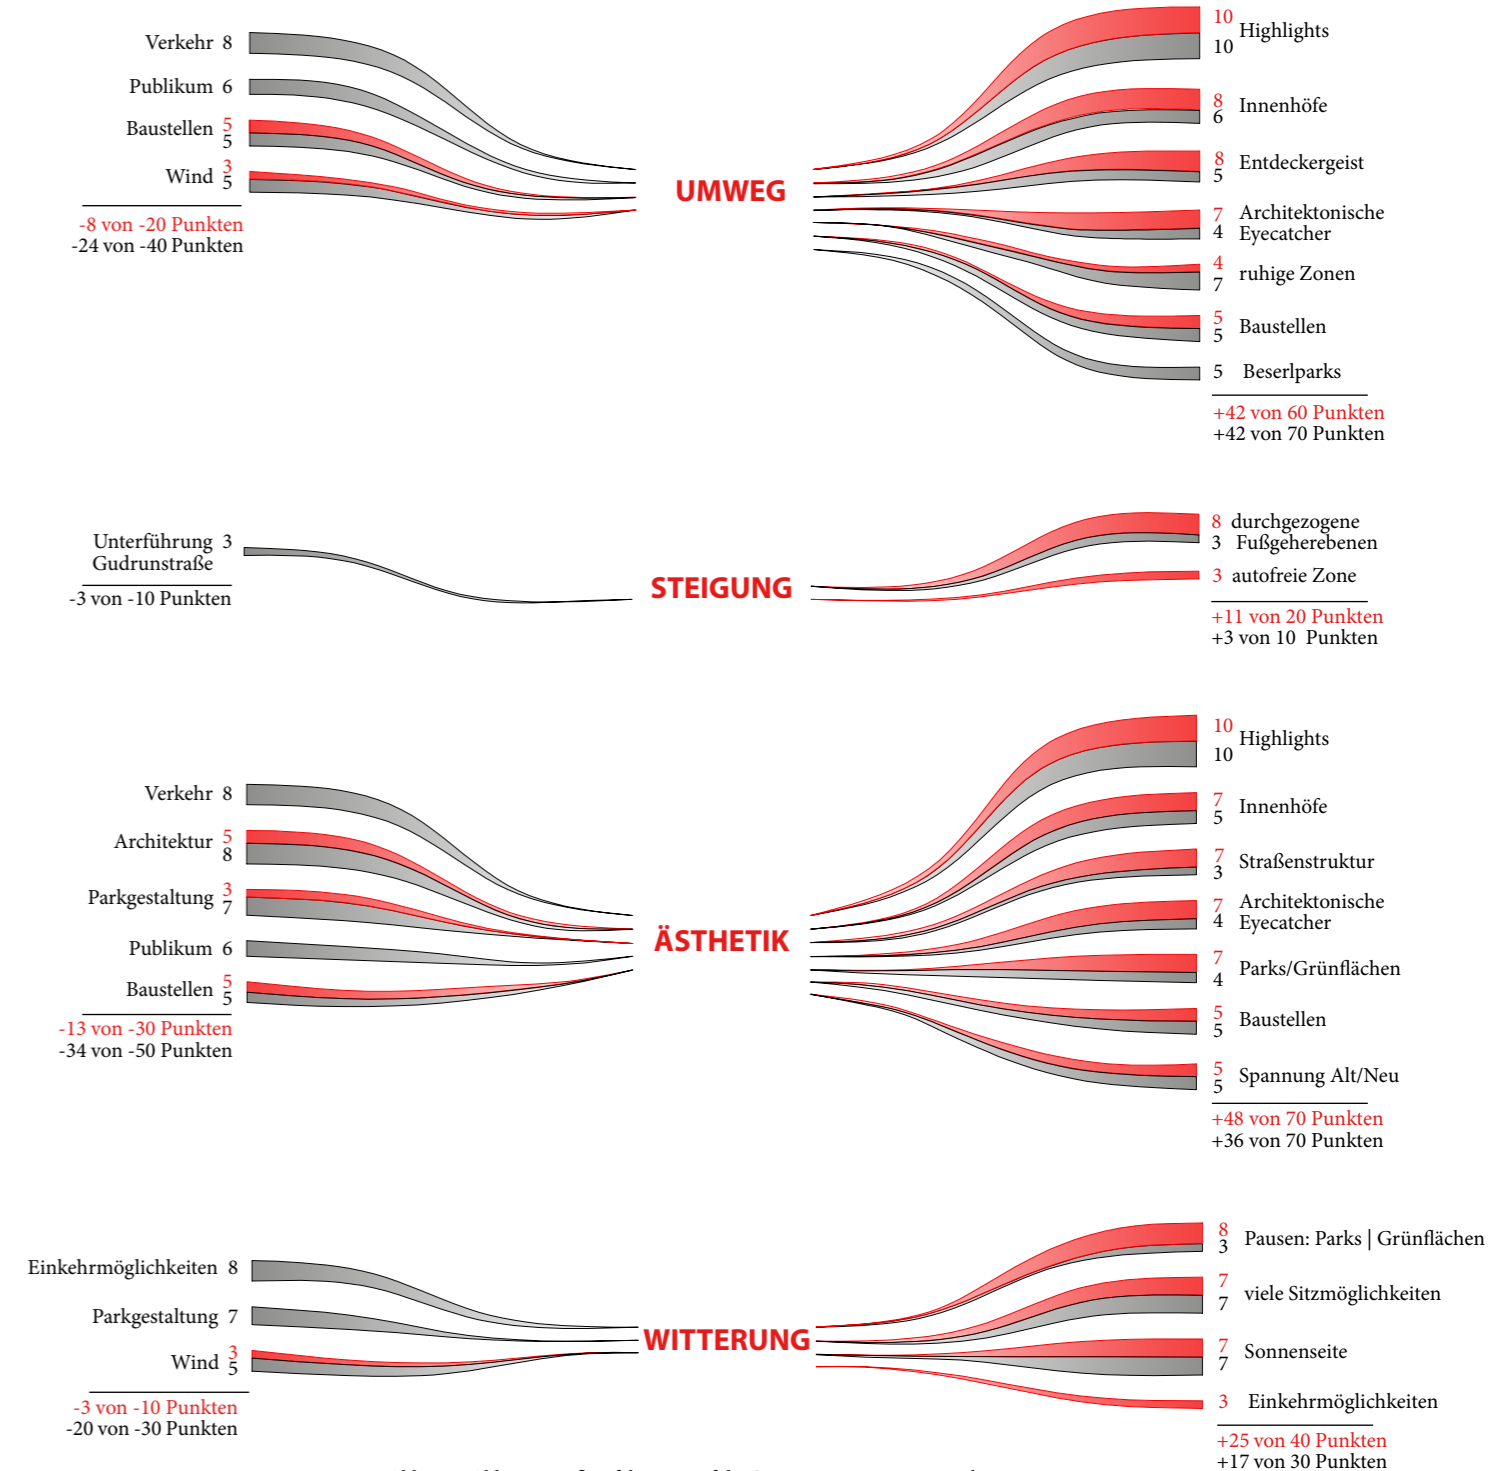 Verkehr 8
Publikum 6
Baustellen 5
5
Wind 3
5
-8 von -20 Punkten
-24 von -40 Punkten
UMWEG
10
10 Highlights
8
6 Innenhöfe
8
5 Entdeckergeist
7 Architektonische
4 Eyecatcher
4
7 ruhige Zonen
5
5 Baustellen
5 Beserlparks
+42 von 60 Punkten
+42 von 70 Punkten
Unterführung 3
Gudrunstraße
-3 von -10 Punkten
STEIGUNG
8 durchgezogene
3 Fußgeherebenen
3 autofreie Zone
+11 von 20 Punkten
+3 von 10 Punkten
Verkehr 8
Architektur 5
8
Parkgestaltung 3
7
Publikum 6
Baustellen 5
5
-13 von -30 Punkten
-34 von -50 Punkten
ÄSTHETIK
10
10 Highlights
7
5 Innenhöfe
7
3 Straßenstruktur
7 Architektonische
4 Eyecatcher
7
4 Parks/Grünflächen
5
5 Baustellen
5
5 Spannung Alt/Neu
+48 von 70 Punkten
+36 von 70 Punkten
Einkehrmöglichkeiten 8
Parkgestaltung 7
Wind 3
5
-3 von -10 Punkten
-20 von -30 Punkten
WITTERUNG
8
3 Pausen: Parks | Grünflächen
7
7 viele Sitzmöglichkeiten
7
7 Sonnenseite
3 Einkehrmöglichkeiten
+25 von 40 Punkten
+17 von 30 Punkten